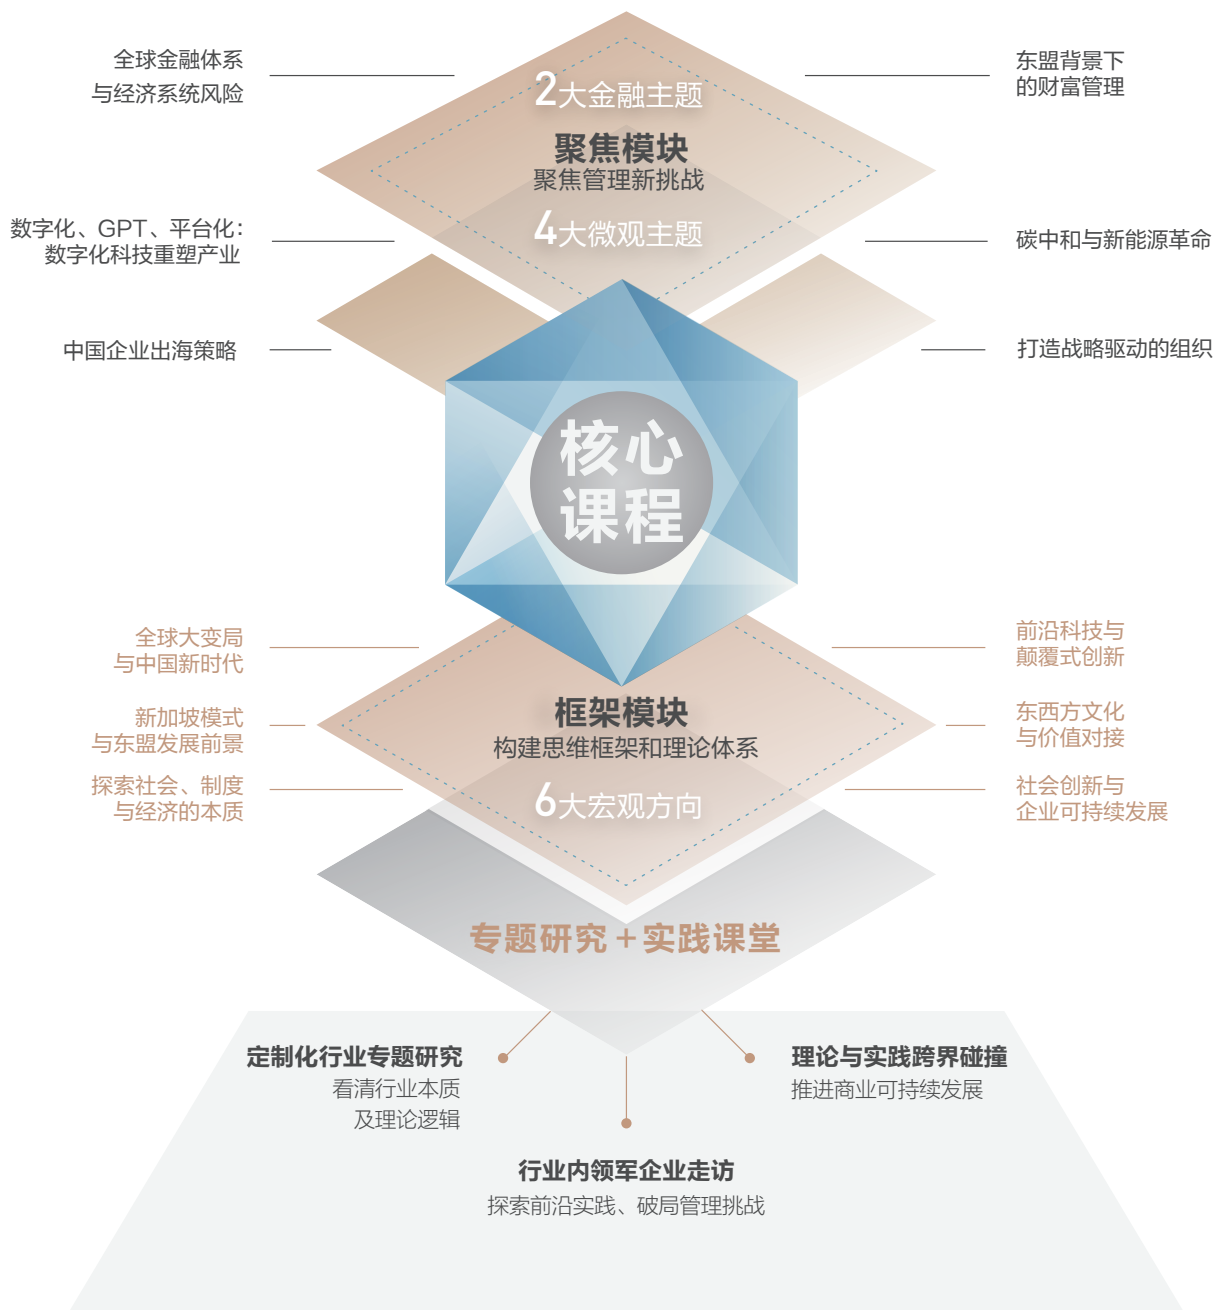 全球金融体系
与经济系统风险
2大金融主题
东盟背景下
的财富管理
聚焦模块
聚焦管理新挑战
4大微观主题
数字化、GPT、平台化：
数字化科技重塑产业
碳中和与新能源革命
中国企业出海策略
打造战略驱动的组织
核心
课程
全球大变局
与中国新时代
前沿科技与
颠覆式创新
新加坡模式
与东盟发展前景
东西方文化
与价值对接
框架模块
构建思维框架和理论体系
6大宏观方向
探索社会、制度
与经济的本质
社会创新与
企业可持续发展
专题研究+实践课堂
定制化行业专题研究
看清行业本质
及理论逻辑
理论与实践跨界碰撞
推进商业可持续发展
行业内领军企业走访
探索前沿实践、破局管理挑战